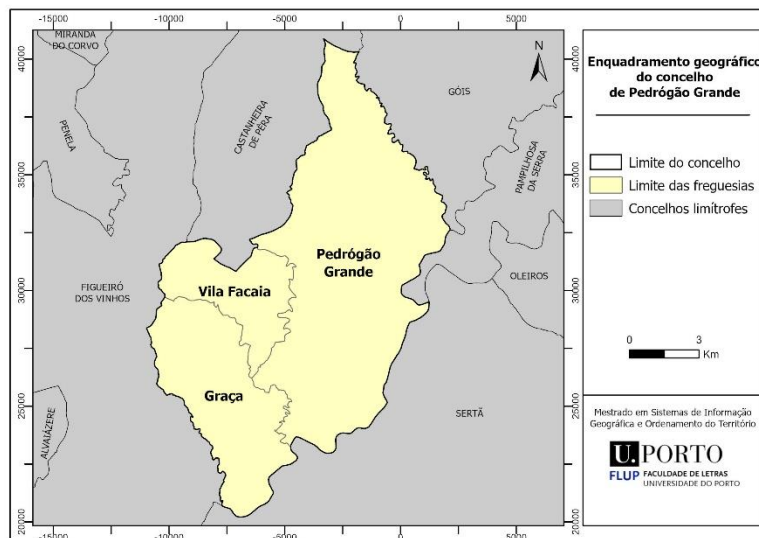 -15000
-10000
-5000
0
5000
MIRANDA
DO CORVO
40000
40000
N
GÓIS
CASTANHEIRA
DE PÊRA
PENELA
PAMPILHOSA
DA SERRA
35000
35000
Pedrógão
Grande
OLEIROS
Vila Facaia
FIGUEIRÓ
DOS VINHOS
30000
30000
Graça
25000
25000
ALVAIÁZERE
SERTÃ
20000
20000
-15000
-10000
-5000
0
5000
Enquadramento geográfico
do concelho
de Pedrógão Grande
Limite do concelho
Limite das freguesias
Concelhos limítrofes
0
3
Km
Mestrado em Sistemas de Informação
Geográfica e Ordenamento do Território
U.PORTO
FLUP FACULDADE DE LETRAS
UNIVERSIDADE DO PORTO